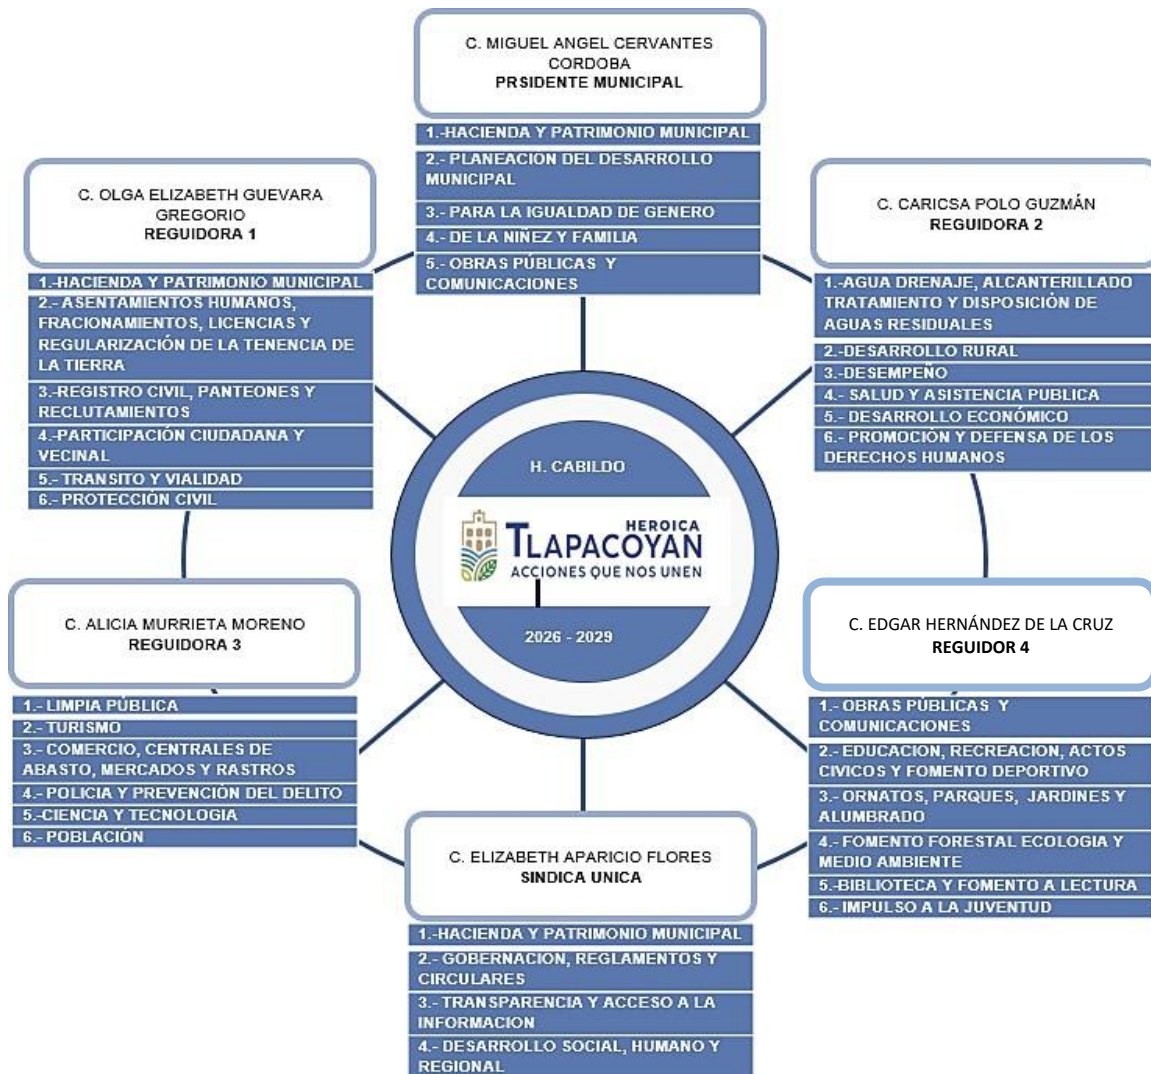 C. MIGUEL ANGEL CERVANTES
CORDOBA
PRSIDENTE MUNICIPAL
1.-HACIENDA Y PATRIMONIO MUNICIPAL
2.- PLANEACION DEL DESARROLLO
MUNICIPAL
3.- PARA LA IGUALDAD DE GENERO
4.- DE LA NIÑEZ Y FAMILIA
5.- OBRAS PÚBLICAS Y
COMUNICACIONES
C. OLGA ELIZABETH GUEVARA
GREGORIO
REGUIDORA 1
1.-HACIENDA Y PATRIMONIO MUNICIPAL
2.- ASENTAMIENTOS HUMANOS,
FRACIONAMIENTOS, LICENCIAS Y
REGULARIZACIÓN DE LA TENENCIA DE
LA TIERRA
3.-REGISTRO CIVIL, PANTEONES Y
RECLUTAMIENTOS
4.-PARTICIPACIÓN CIUDADANA Y
VECINAL
5.- TRANSITO Y VIALIDAD
6.- PROTECCIÓN CIVIL
C. CARICSA POLO GUZMÁN
REGUIDORA 2
1.-AGUA DRENAJE, ALCANTERILLADO
TRATAMIENTO Y DISPOSICIÓN DE
AGUAS RESIDUALES
2.-DESARROLLO RURAL
3.-DESEMPEÑO
4.- SALUD Y ASISTENCIA PUBLICA
5.- DESARROLLO ECONÓMICO
6.- PROMOCIÓN Y DEFENSA DE LOS
DERECHOS HUMANOS
H. CABILDO
HEROICA
TLAPACOYAN
ACCIONES QUE NOS UNEN
2026 - 2029
C. ALICIA MURRIETA MORENO
REGUIDORA 3
1.- LIMPIA PÚBLICA
2.- TURISMO
3.- COMERCIO, CENTRALES DE
ABASTO, MERCADOS Y RASTROS
4.- POLICIA Y PREVENCIÓN DEL DELITO
5.-CIENCIA Y TECNOLOGIA
6.- POBLACIÓN
C. EDGAR HERNÁNDEZ DE LA CRUZ
REGUIDOR 4
1.- OBRAS PÚBLICAS Y
COMUNICACIONES
2.- EDUCACION, RECREACION, ACTOS
CIVICOS Y FOMENTO DEPORTIVO
3.- ORNATOS, PARQUES, JARDINES Y
ALUMBRADO
4.- FOMENTO FORESTAL ECOLOGIA Y
MEDIO AMBIENTE
5.-BIBLIOTECA Y FOMENTO A LECTURA
6.- IMPULSO A LA JUVENTUD
C. ELIZABETH APARICIO FLORES
SINDICA UNICA
1.-HACIENDA Y PATRIMONIO MUNICIPAL
2.- GOBERNACION, REGLAMENTOS Y
CIRCULARES
3.- TRANSPARENCIA Y ACCESO A LA
INFORMACION
4.- DESARROLLO SOCIAL, HUMANO Y
REGIONAL